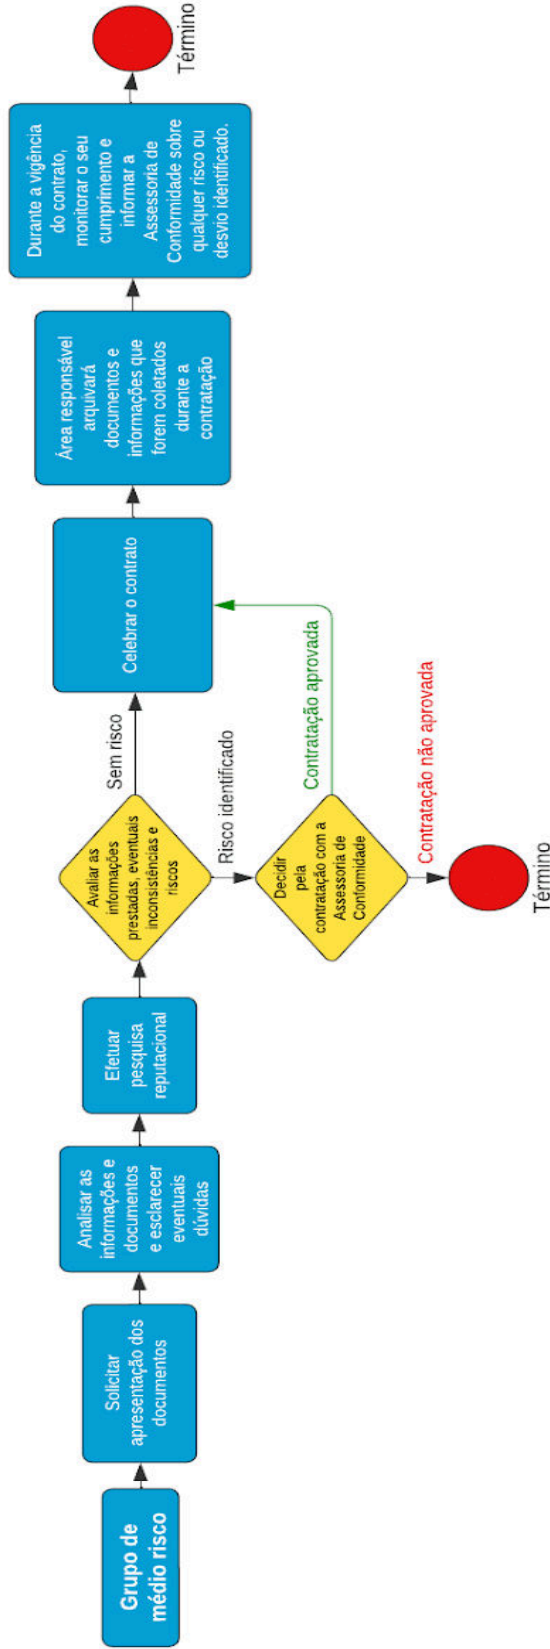 Grupo de
médio risco
Solicitar
apresentação dos
documentos
Analisar as
informações e
documentos
e esclarecer
eventuais
dúvidas
Efetuar
pesquisa
reputacional
Avaliar as
informações
prestadas, eventuais
inconsistências e
riscos
Sem risco
Risco identificado
Decidir
pela
contratação com a
Assessoria de
Conformidade
Contratação aprovada
Contratação não aprovada
Término
Celebrar o contrato
Área responsável
arquivará
documentos e
informações que
forem coletados
durante a
contratação
Durante a vigência
do contrato,
monitorar o seu
cumprimento e
informar a
Assessoria de
Conformidade sobre
qualquer risco ou
desvio identificado.
Término